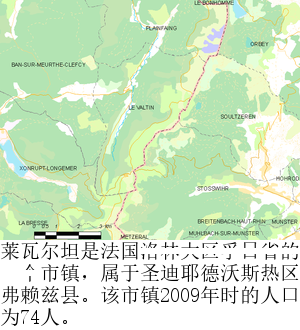 LE BONHOMME
PLAINFAING
ORBEY
BAN-SUR-MEURTHE-CLEFCY
LE VALTIN
SOULTZEREN
XONRUPT-LONGEMER
HOHROD
STOSSWIHR
LA BRESSE
BREITENBACH-HAUT-RHIN
MUNSTER
METZERAL
MUHLBACH-SUR-MUNSTER
莱瓦尔坦是法国洛林大区孚日省的
市镇，属于圣迪耶德沃斯热区
弗赖兹县。该市镇2009年时的人口
为74人。